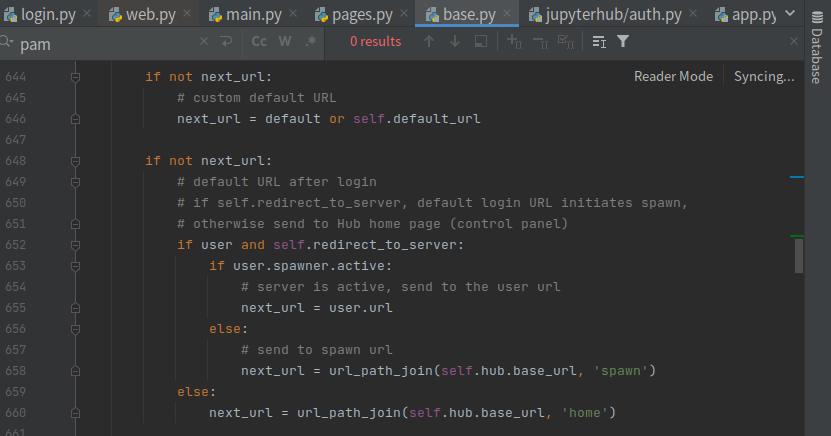 login.py web.py main.py pages.py base.py jupyterhub/auth.py app.py
pam Cc W .* 0 results
Reader Mode Syncing...
Database
644 if not next_url:
645 # custom default URL
646 next_url = default or self.default_url
647
648 if not next_url:
649 # default URL after login
650 # if self.redirect_to_server, default login URL initiates spawn,
651 # otherwise send to Hub home page (control panel)
652 if user and self.redirect_to_server:
653 if user.spawner.active:
654 # server is active, send to the user url
655 next_url = user.url
656 else:
657 # send to spawn url
658 next_url = url_path_join(self.hub.base_url, 'spawn')
659 else:
660 next_url = url_path_join(self.hub.base_url, 'home')
661